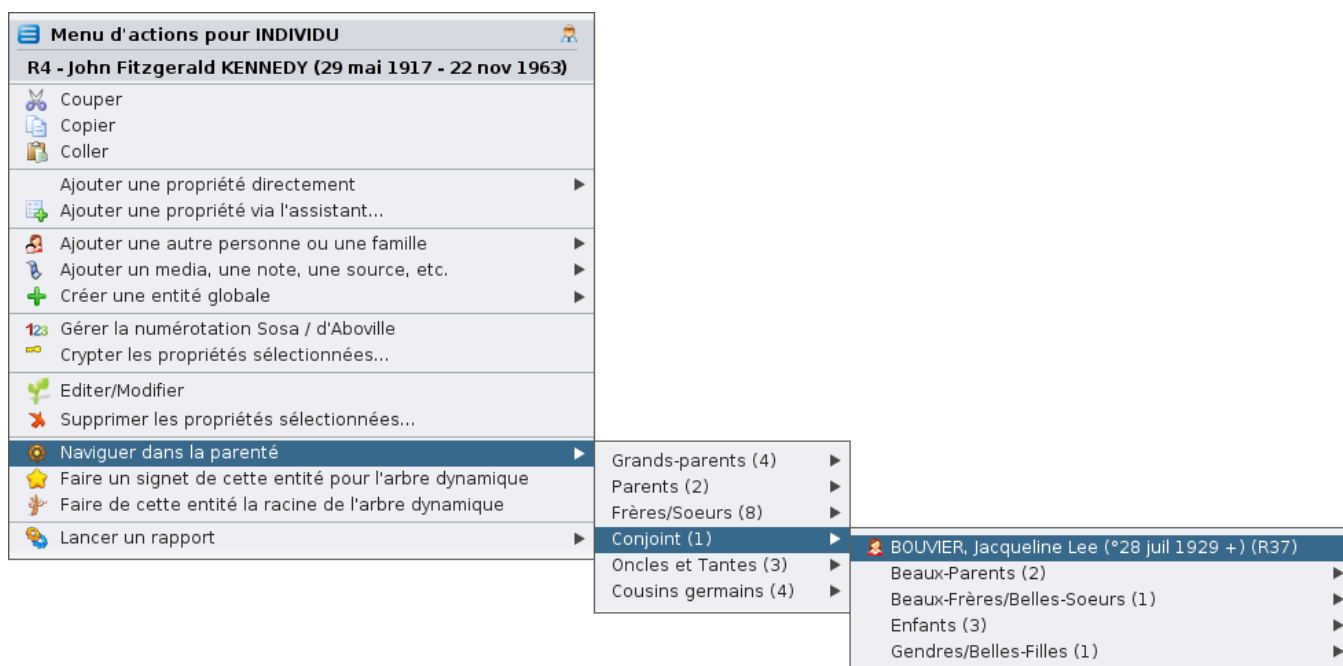 Menu d'actions pour INDIVIDU
R4 - John Fitzgerald KENNEDY (29 mai 1917 - 22 nov 1963)
Couper
Copier
Coller
Ajouter une propriété directement
Ajouter une propriété via l'assistant...
Ajouter une autre personne ou une famille
Ajouter un media, une note, une source, etc.
Créer une entité globale
123 Gérer la numérotation Sosa / d'Aboville
Crypter les propriétés sélectionnées...
Editer/Modifier
Supprimer les propriétés sélectionnées...
Naviguer dans la parenté
Faire un signet de cette entité pour l'arbre dynamique
Faire de cette entité la racine de l'arbre dynamique
Lancer un rapport
Grands-parents (4)
Parents (2)
Frères/Soeurs (8)
Conjoint (1)
Oncles et Tantes (3)
Cousins germains (4)
BOUVIER, Jacqueline Lee (°28 juil 1929 +) (R37)
Beaux-Parents (2)
Beaux-Frères/Belles-Soeurs (1)
Enfants (3)
Gendres/Belles-Filles (1)